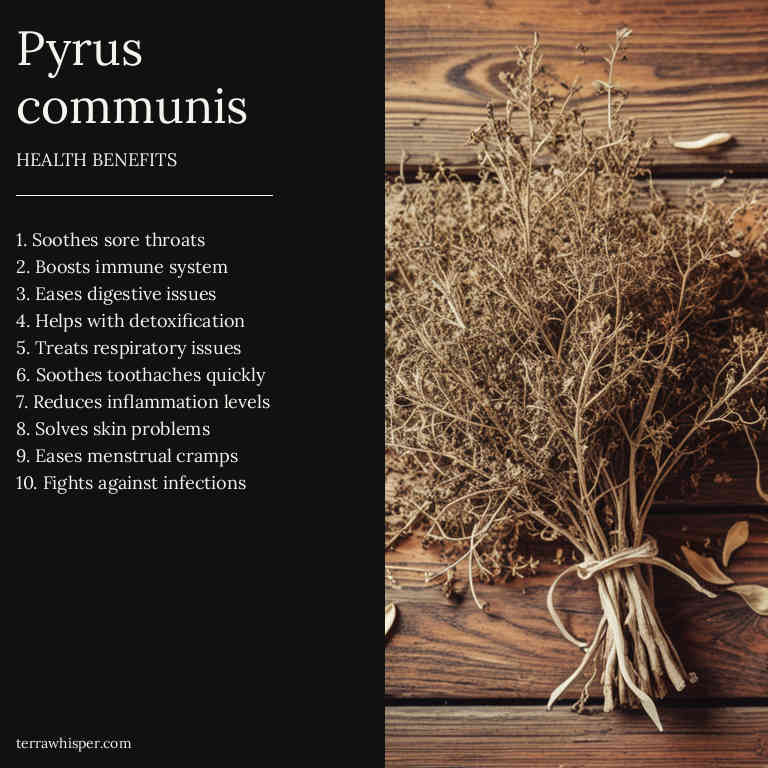 Pyrus
communis
HEALTH BENEFITS
1. Soothes sore throats
2. Boosts immune system
3. Eases digestive issues
4. Helps with detoxification
5. Treats respiratory issues
6. Soothes toothaches quickly
7. Reduces inflammation levels
8. Solves skin problems
9. Eases menstrual cramps
10. Fights against infections
terrawhisper.com